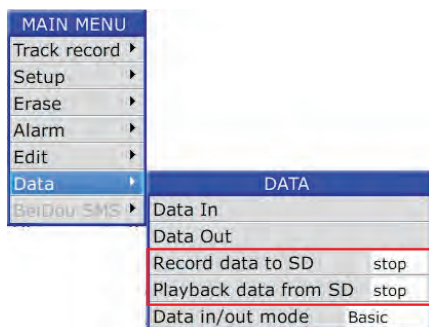 MAIN MENU
Track record
Setup
Erase
Alarm
Edit
Data
BeiDou SMS
DATA
Data In
Data Out
Record data to SD stop
Playback data from SD stop
Data in/out mode Basic